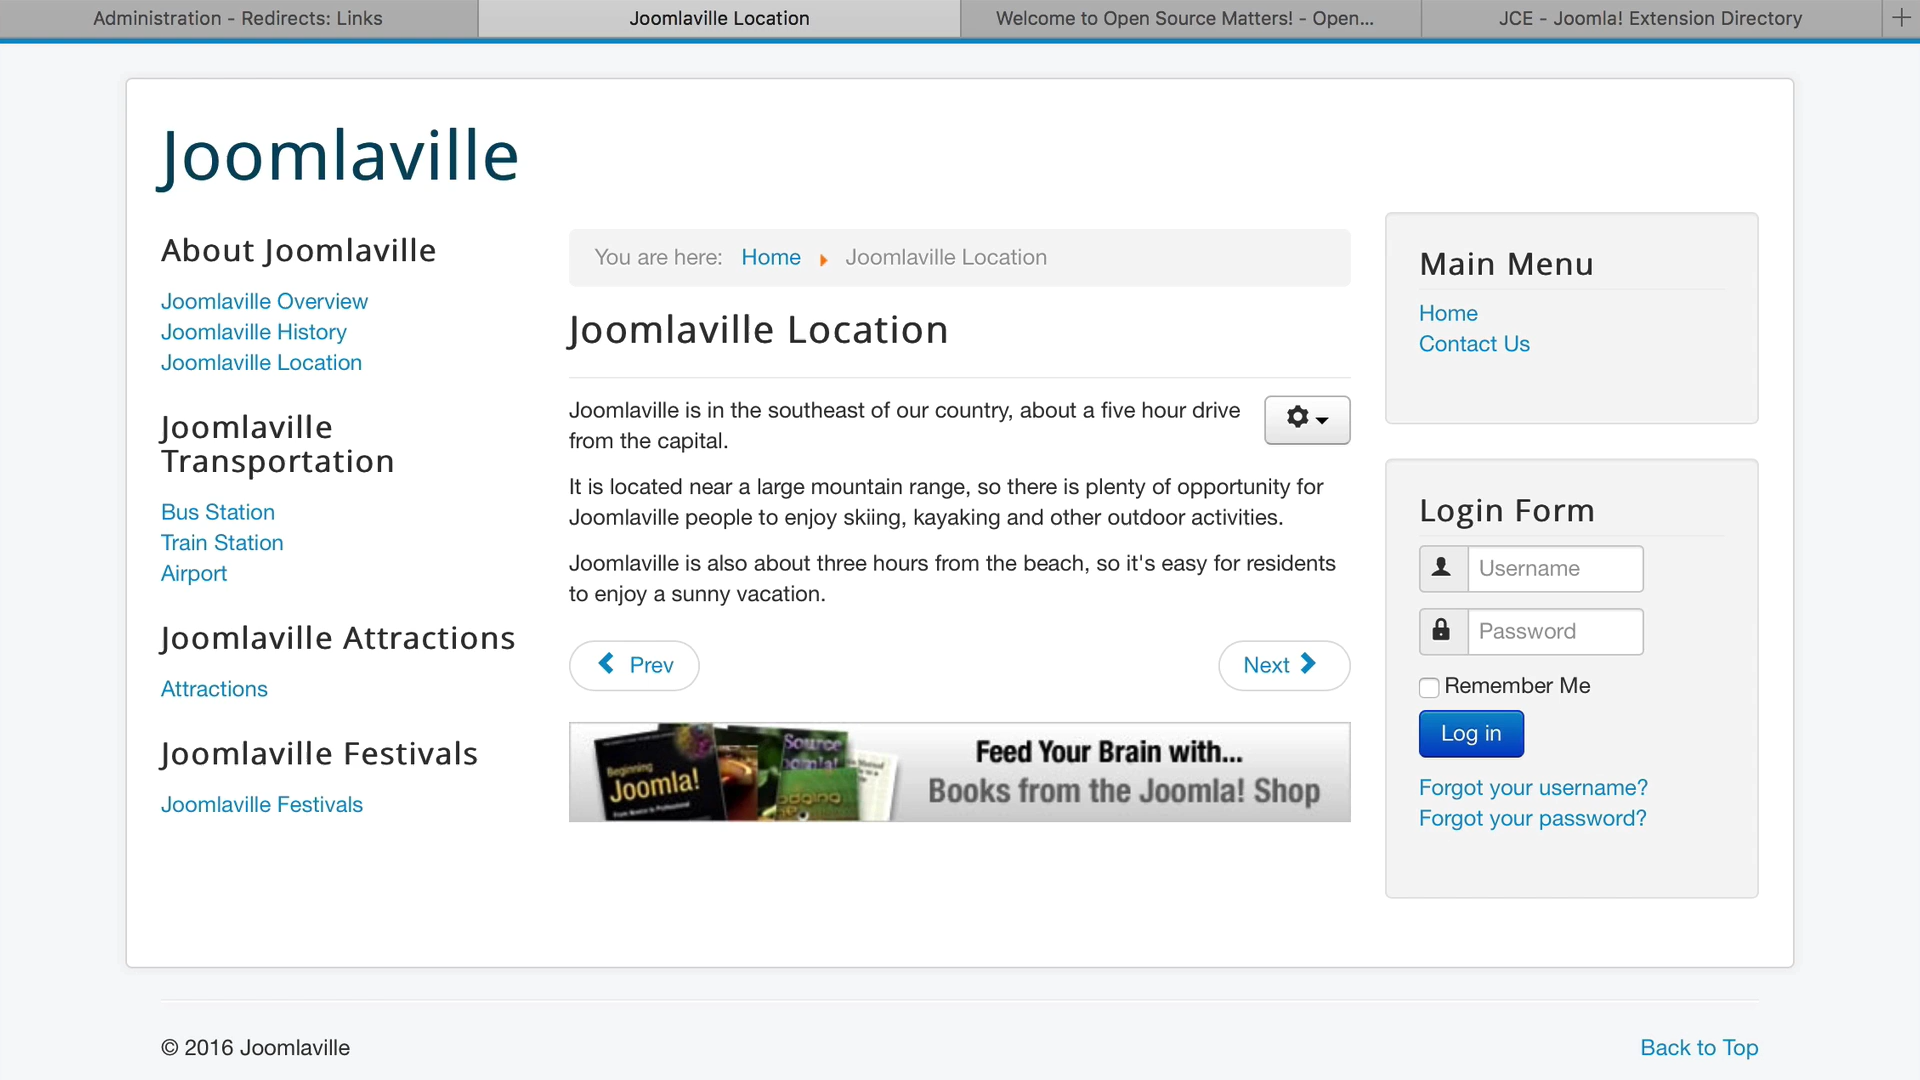 Administration - Redirects: Links
Joomlaville Location
Welcome to Open Source Matters! - Open...
JCE - Joomla! Extension Directory
Joomlaville
About Joomlaville
Joomlaville Overview
Joomlaville History
Joomlaville Location
Joomlaville
Transportation
Bus Station
Train Station
Airport
Joomlaville Attractions
Attractions
Joomlaville Festivals
Joomlaville Festivals
You are here: Home Joomlaville Location
Joomlaville Location
Joomlaville is in the southeast of our country, about a five hour drive
from the capital.
It is located near a large mountain range, so there is plenty of opportunity for
Joomlaville people to enjoy skiing, kayaking and other outdoor activities.
Joomlaville is also about three hours from the beach, so it's easy for residents
to enjoy a sunny vacation.
Prev
Next
Beginning
Joomla!
Source
Feed Your Brain with...
Books from the Joomla! Shop
Main Menu
Home
Contact Us
Login Form
Username
Password
Remember Me
Log in
Forgot your username?
Forgot your password?
© 2016 Joomlaville
Back to Top